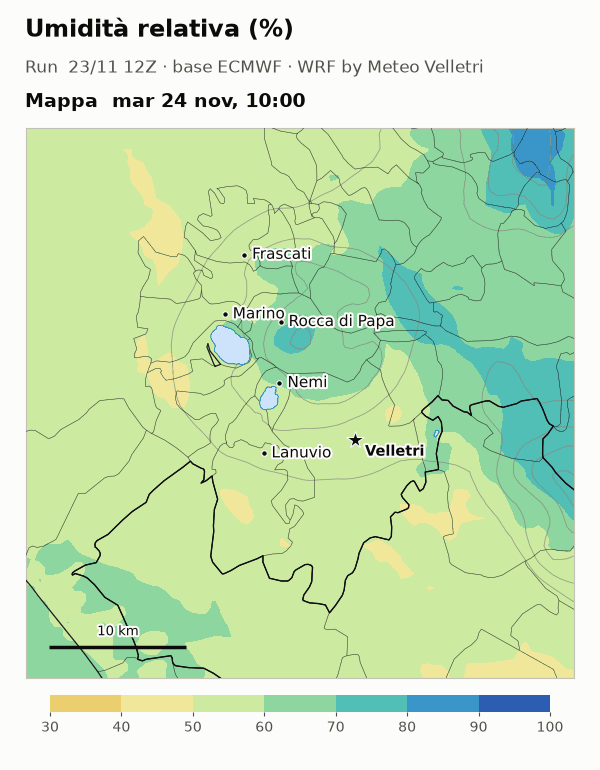 Umidità relativa (%)
Run  23/11 12Z · base ECMWF · WRF by Meteo Velletri
Mappa  mar 24 nov, 10:00
Frascati
Marino
Rocca di Papa
Nemi
Velletri
Lanuvio
10 km
30 40 50 60 70 80 90 100